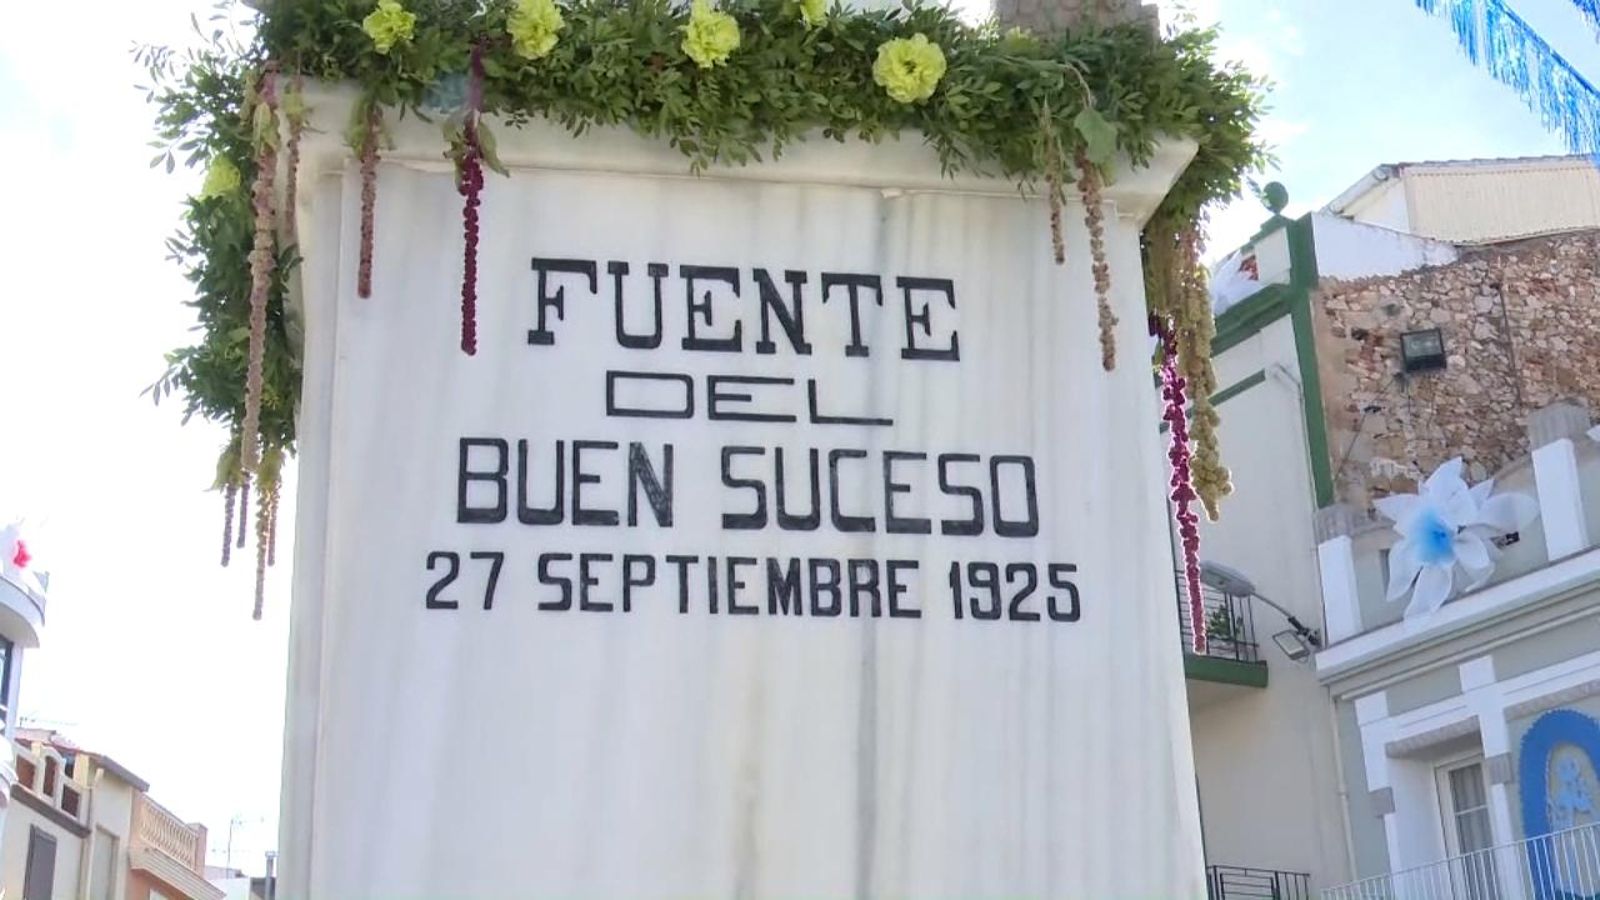 FUENTE
DEL
BUEN SUCESO
27 SEPTIEMBRE 1925